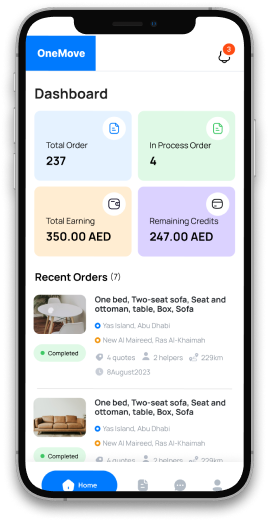 OneMove
3
Dashboard
Total Order
237
In Process Order
4
Total Earning
350.00 AED
Remaining Credits
247.00 AED
Recent Orders (7)
One bed, Two-seat sofa, Seat and
ottoman, table, Box, Sofa
Yas island, Abu Dhabi
New Al Maireed, Ras Al-Khaimah
Completed
4 quotes
2 helpers
229km
8August2023
One bed, Two-seat sofa, Seat and
ottoman, table, Box, Sofa
Yas island, Abu Dhabi
New Al Maireed, Ras Al-Khaimah
Completed
4 quotes
2 helpers
229km
Home